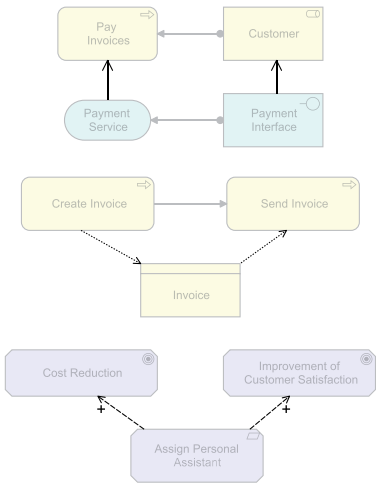 Pay
Invoices
Customer
Payment
Service
Payment
Interface
Create Invoice
Send Invoice
Invoice
Cost Reduction
Improvement of
Customer Satisfaction
+
+
Assign Personal
Assistant